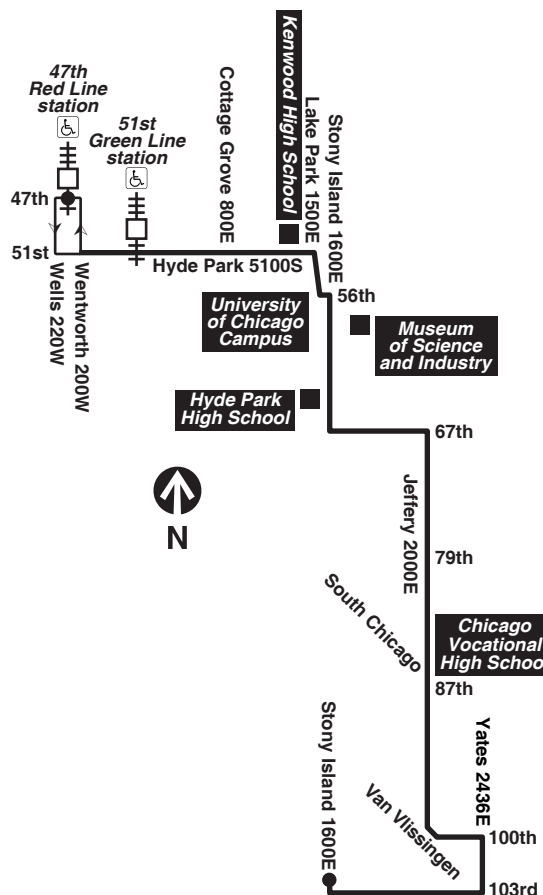 47th
Red Line
station
51st
Green Line
station
Cottage Grove 800E
Kenwood High School
Lake Park 1500E
Stony Island 1600E
47th
51st
Hyde Park 5100S
Wells 220W
Wentworth 200W
56th
University
of Chicago
Campus
Museum
of Science
and Industry
Hyde Park
High School
67th
N
Jeffery 2000E
79th
South Chicago
Chicago
Vocational
High School
87th
Stony Island 1600E
Yates 2436E
Van Vlissingen
100th
103rd